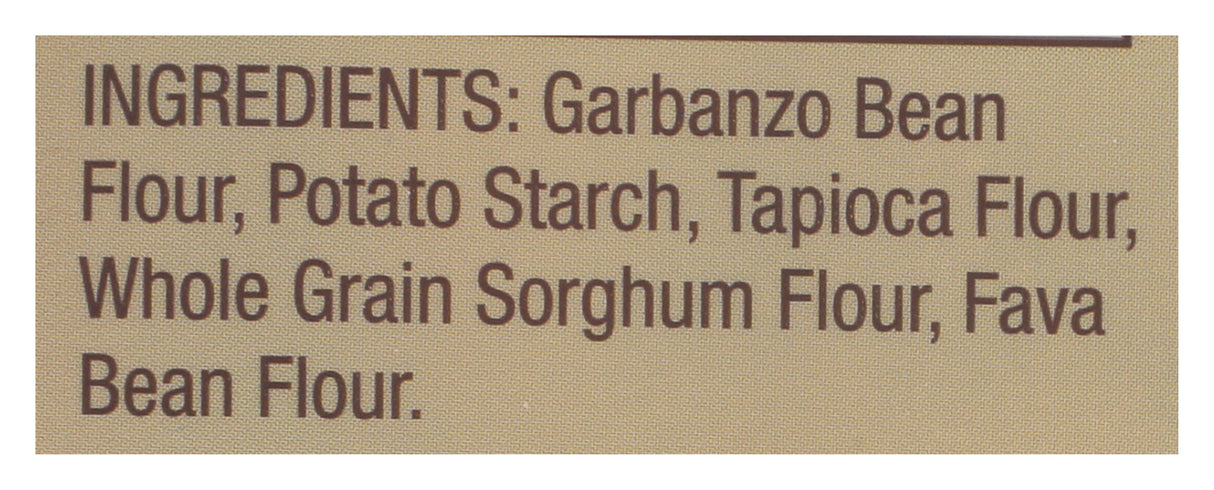 INGREDIENTS: Garbanzo Bean
Flour, Potato Starch, Tapioca Flour,
Whole Grain Sorghum Flour, Fava
Bean Flour.